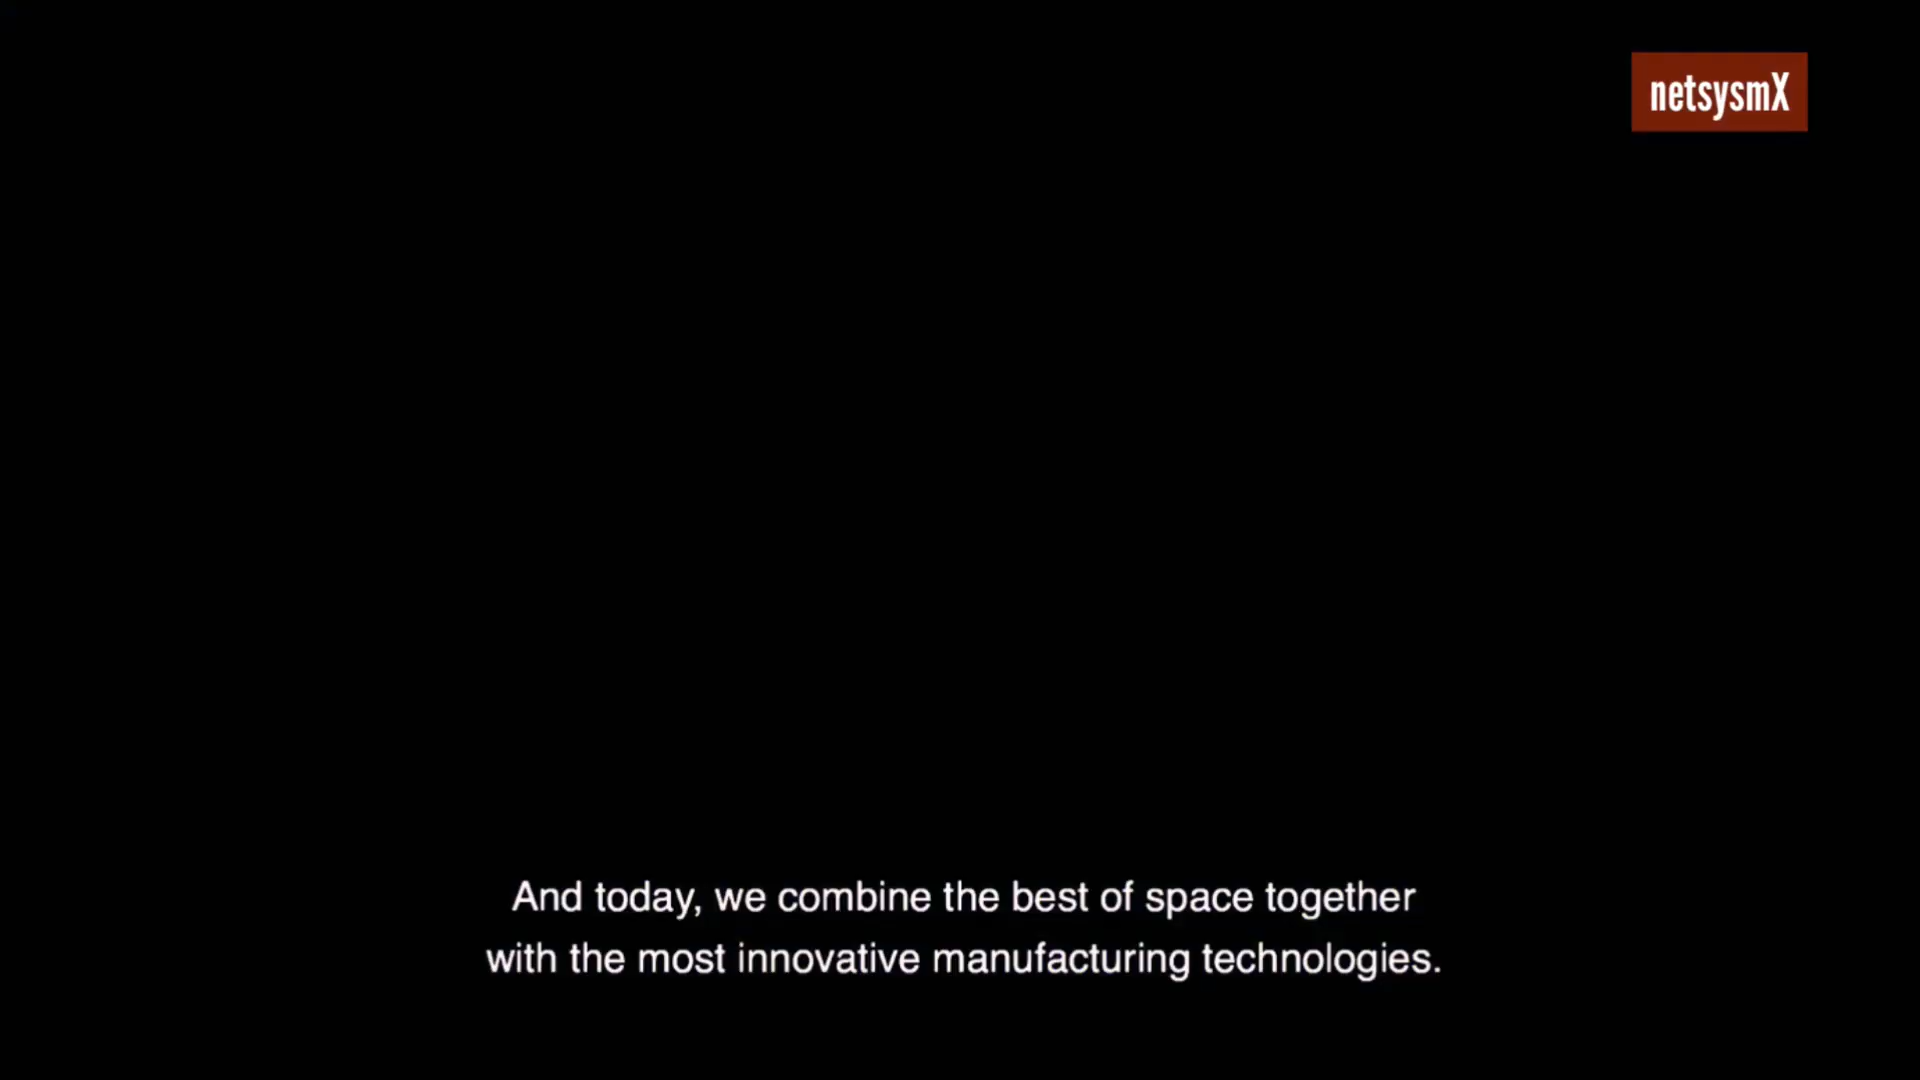 netsysmX
And today, we combine the best of space together
with the most innovative manufacturing technologies.